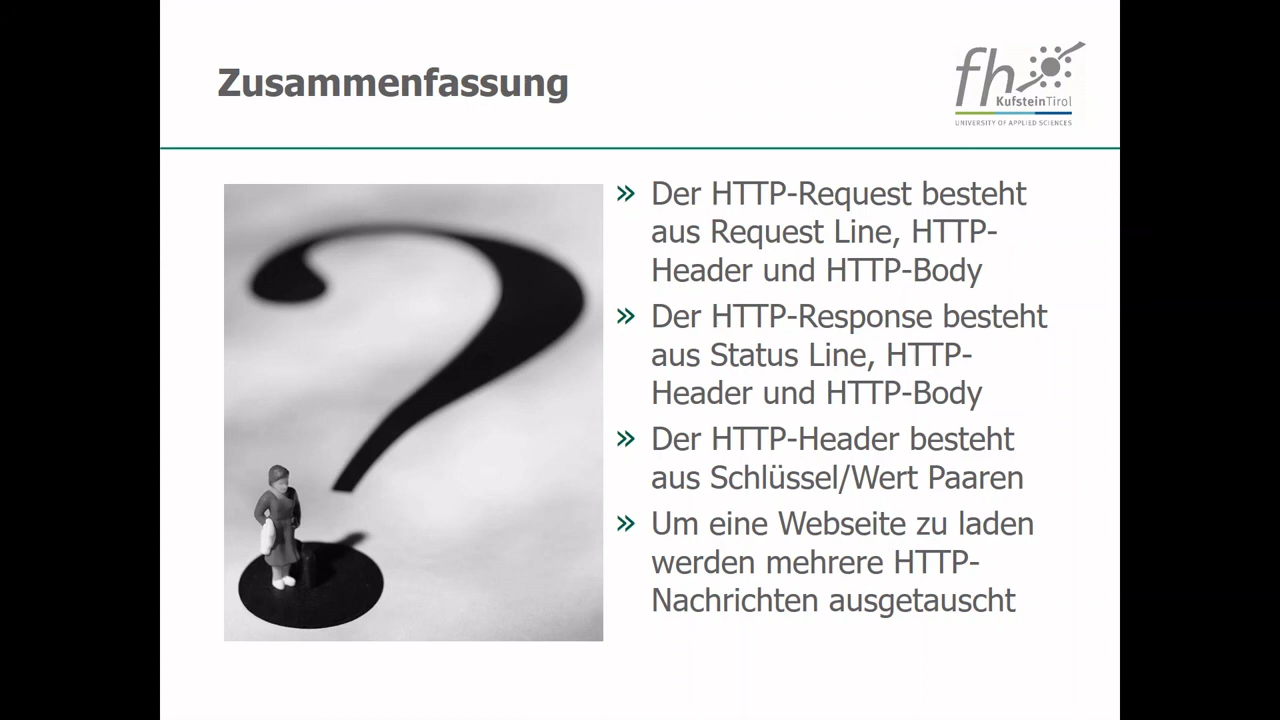 Zusammenfassung
fh
KufsteinTirol
UNIVERSITY OF APPLIED SCIENCES
» Der HTTP-Request besteht
aus Request Line, HTTP-
Header und HTTP-Body
» Der HTTP-Response besteht
aus Status Line, HTTP-
Header und HTTP-Body
» Der HTTP-Header besteht
aus Schlüssel/Wert Paaren
» Um eine Webseite zu laden
werden mehrere HTTP-
Nachrichten ausgetauscht
?